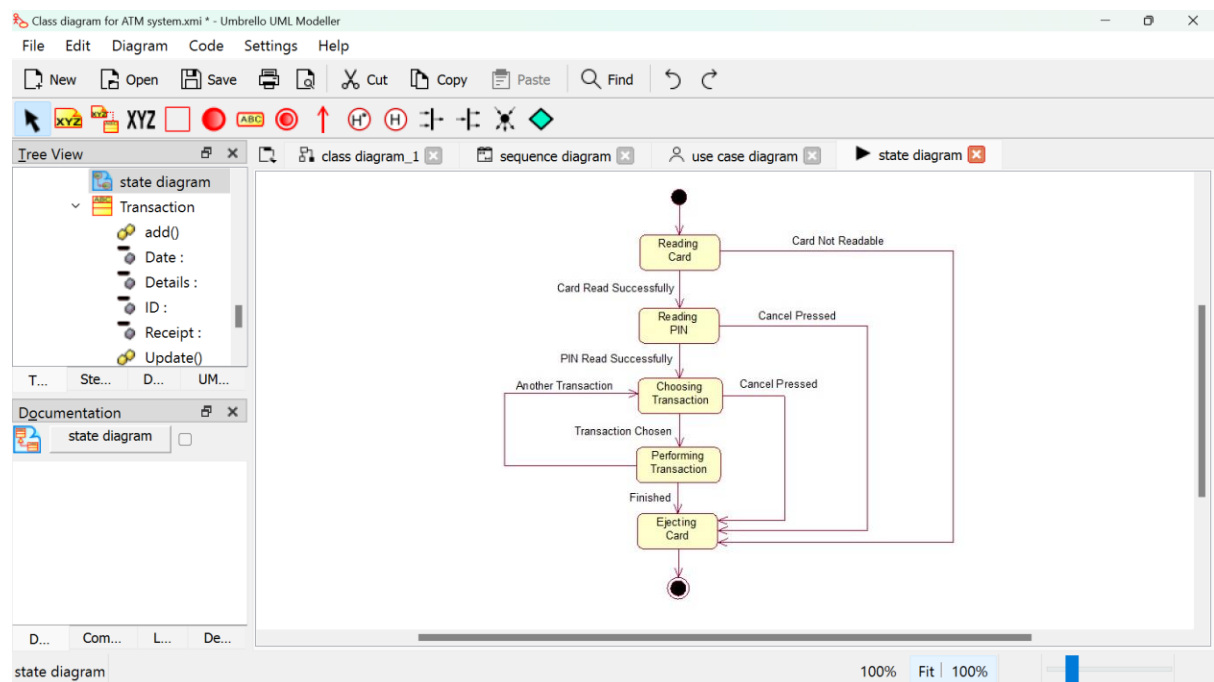 Class diagram for ATM system.xmi * - Umbrello UML Modeller
File Edit Diagram Code Settings Help
New Open Save Cut Copy Paste Find
XYZ XYZ XYZ ABC H* H
Tree View
class diagram_1 sequence diagram use case diagram state diagram
state diagram
ABC
Transaction
add()
Date :
Details :
ID :
Receipt :
Update()
T... Ste... D... UM...
Documentation
state diagram
D... Com... L... De...
Reading
Card
Card Not Readable
Card Read Successfully
Reading
PIN
Cancel Pressed
PIN Read Successfully
Another Transaction
Choosing
Transaction
Cancel Pressed
Transaction Chosen
Performing
Transaction
Finished
Ejecting
Card
state diagram
100% Fit 100%